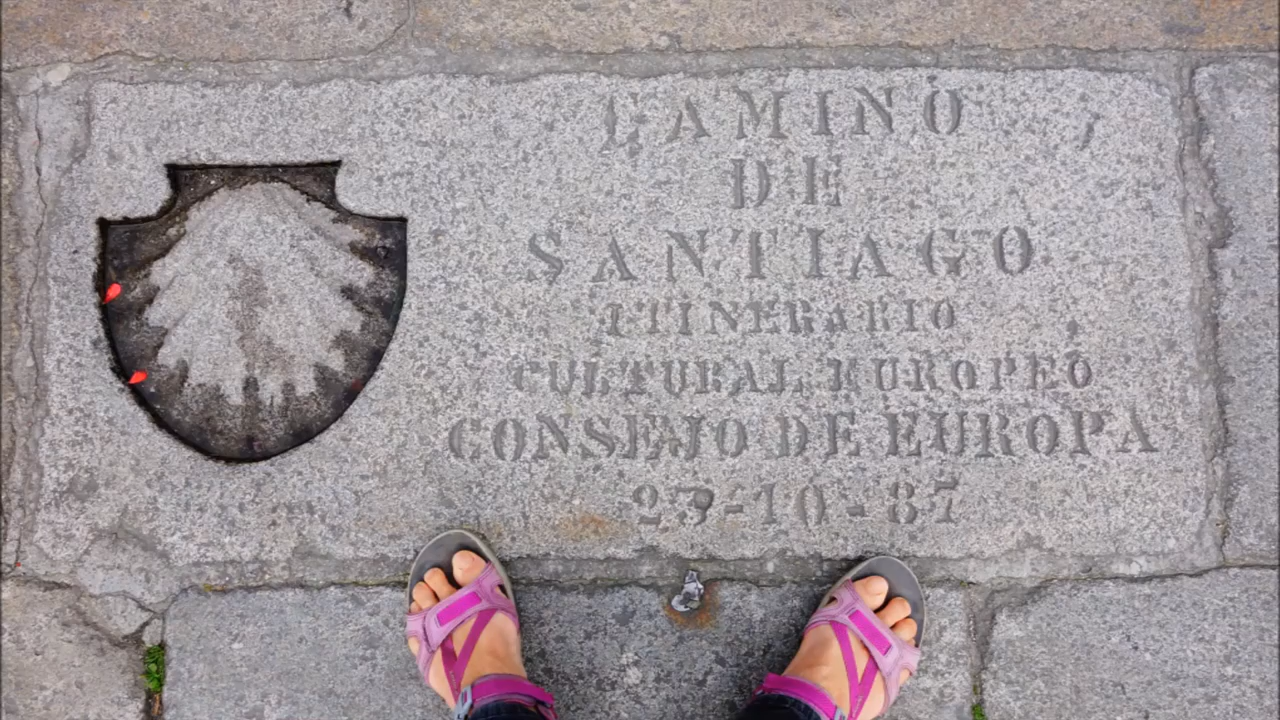 CAMINO
DE
SANTIAGO
ITINERARIO
CULTURAL EUROPEO
CONSEJO DE EUROPA
23-10-87